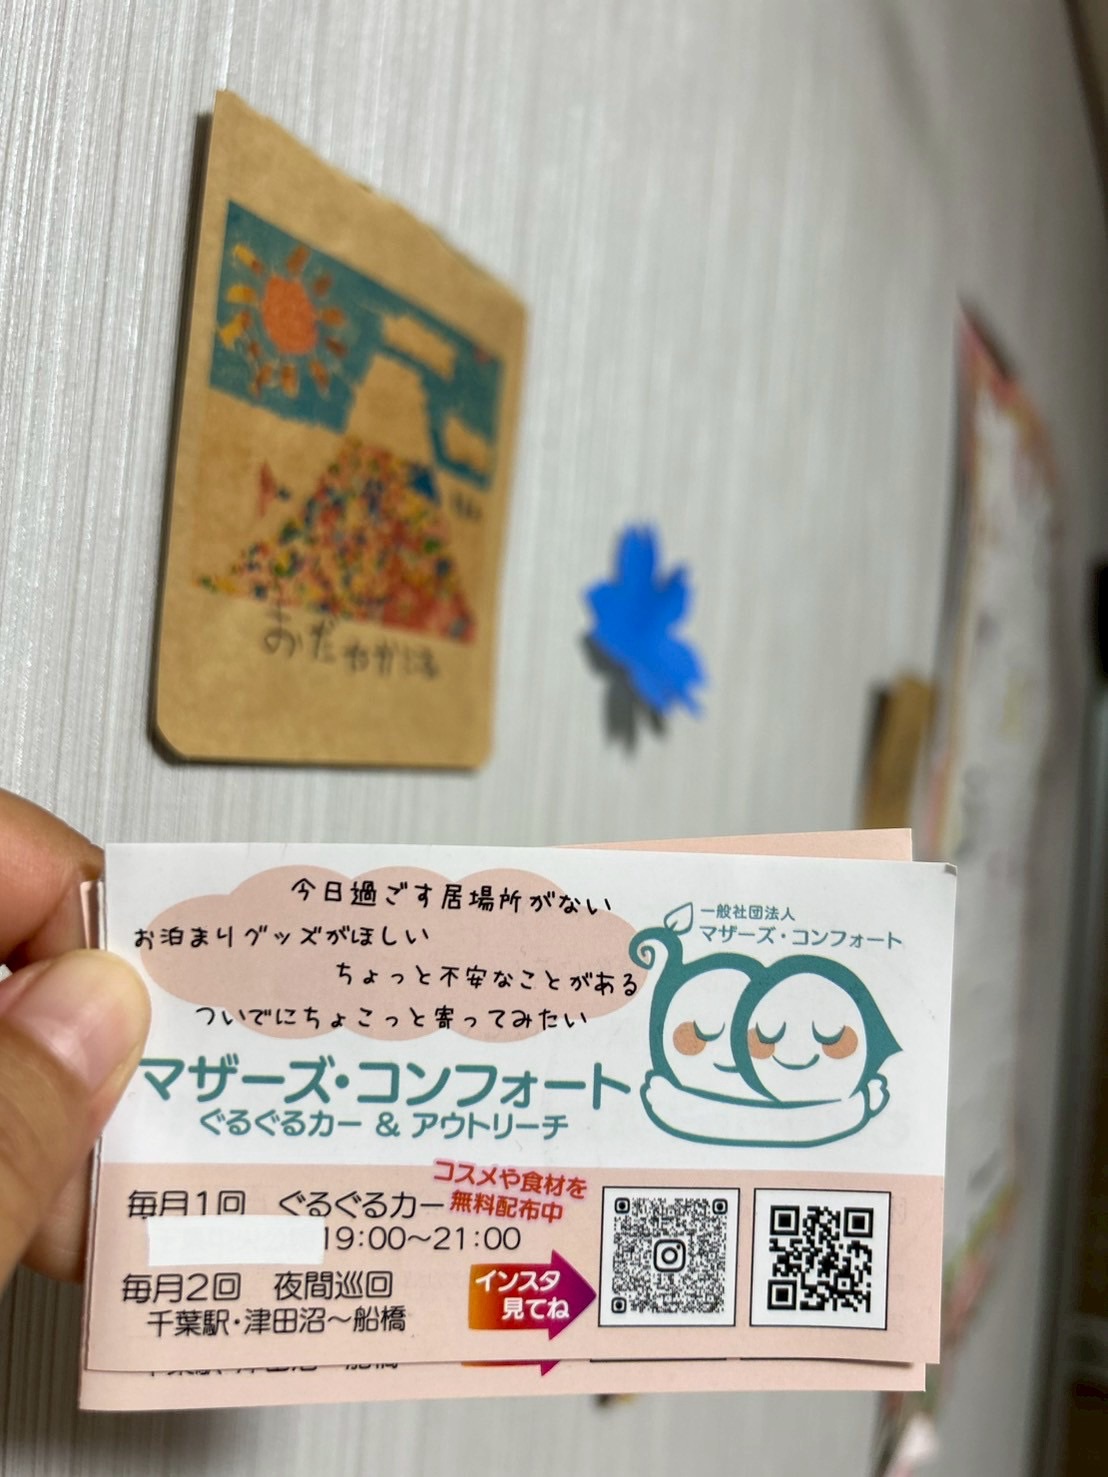 おだ
今日過ごす居場所がない
お泊まりグッズがほしい
ちょっと不安なことがある
ついでにちょこっと寄ってみたい
一般社団法人
マザーズ・コンフォート
マザーズ・コンフォート
ぐるぐるカー & アウトリーチ
コスメや食材を
無料配布中
毎月1回 ぐるぐるカー
19:00〜21:00
毎月2回 夜間巡回
千葉駅・津田沼〜船橋
インスタ
見てね